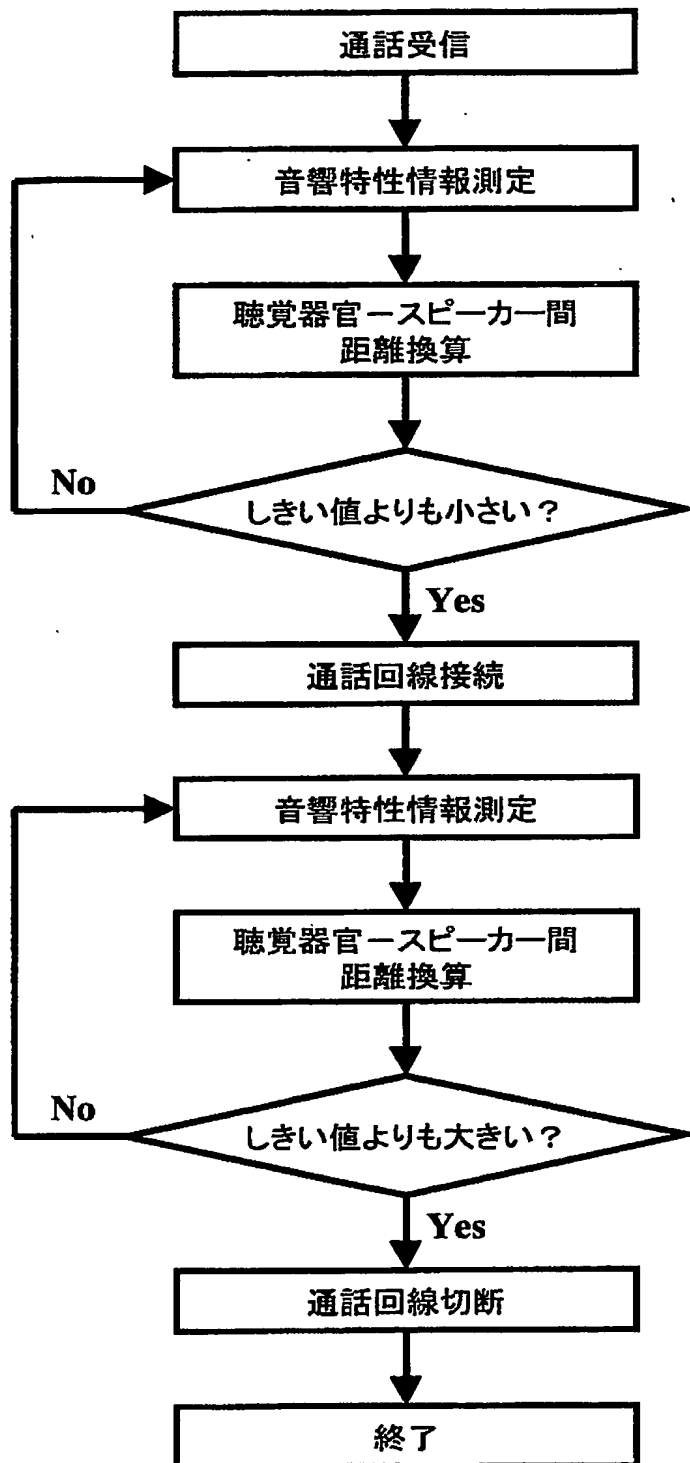 通話受信
音響特性情報測定
聴覚器官－スピーカー間
距離換算
No
しきい値よりも小さい？
Yes
通話回線接続
音響特性情報測定
聴覚器官－スピーカー間
距離換算
No
しきい値よりも大きい？
Yes
通話回線切断
終了